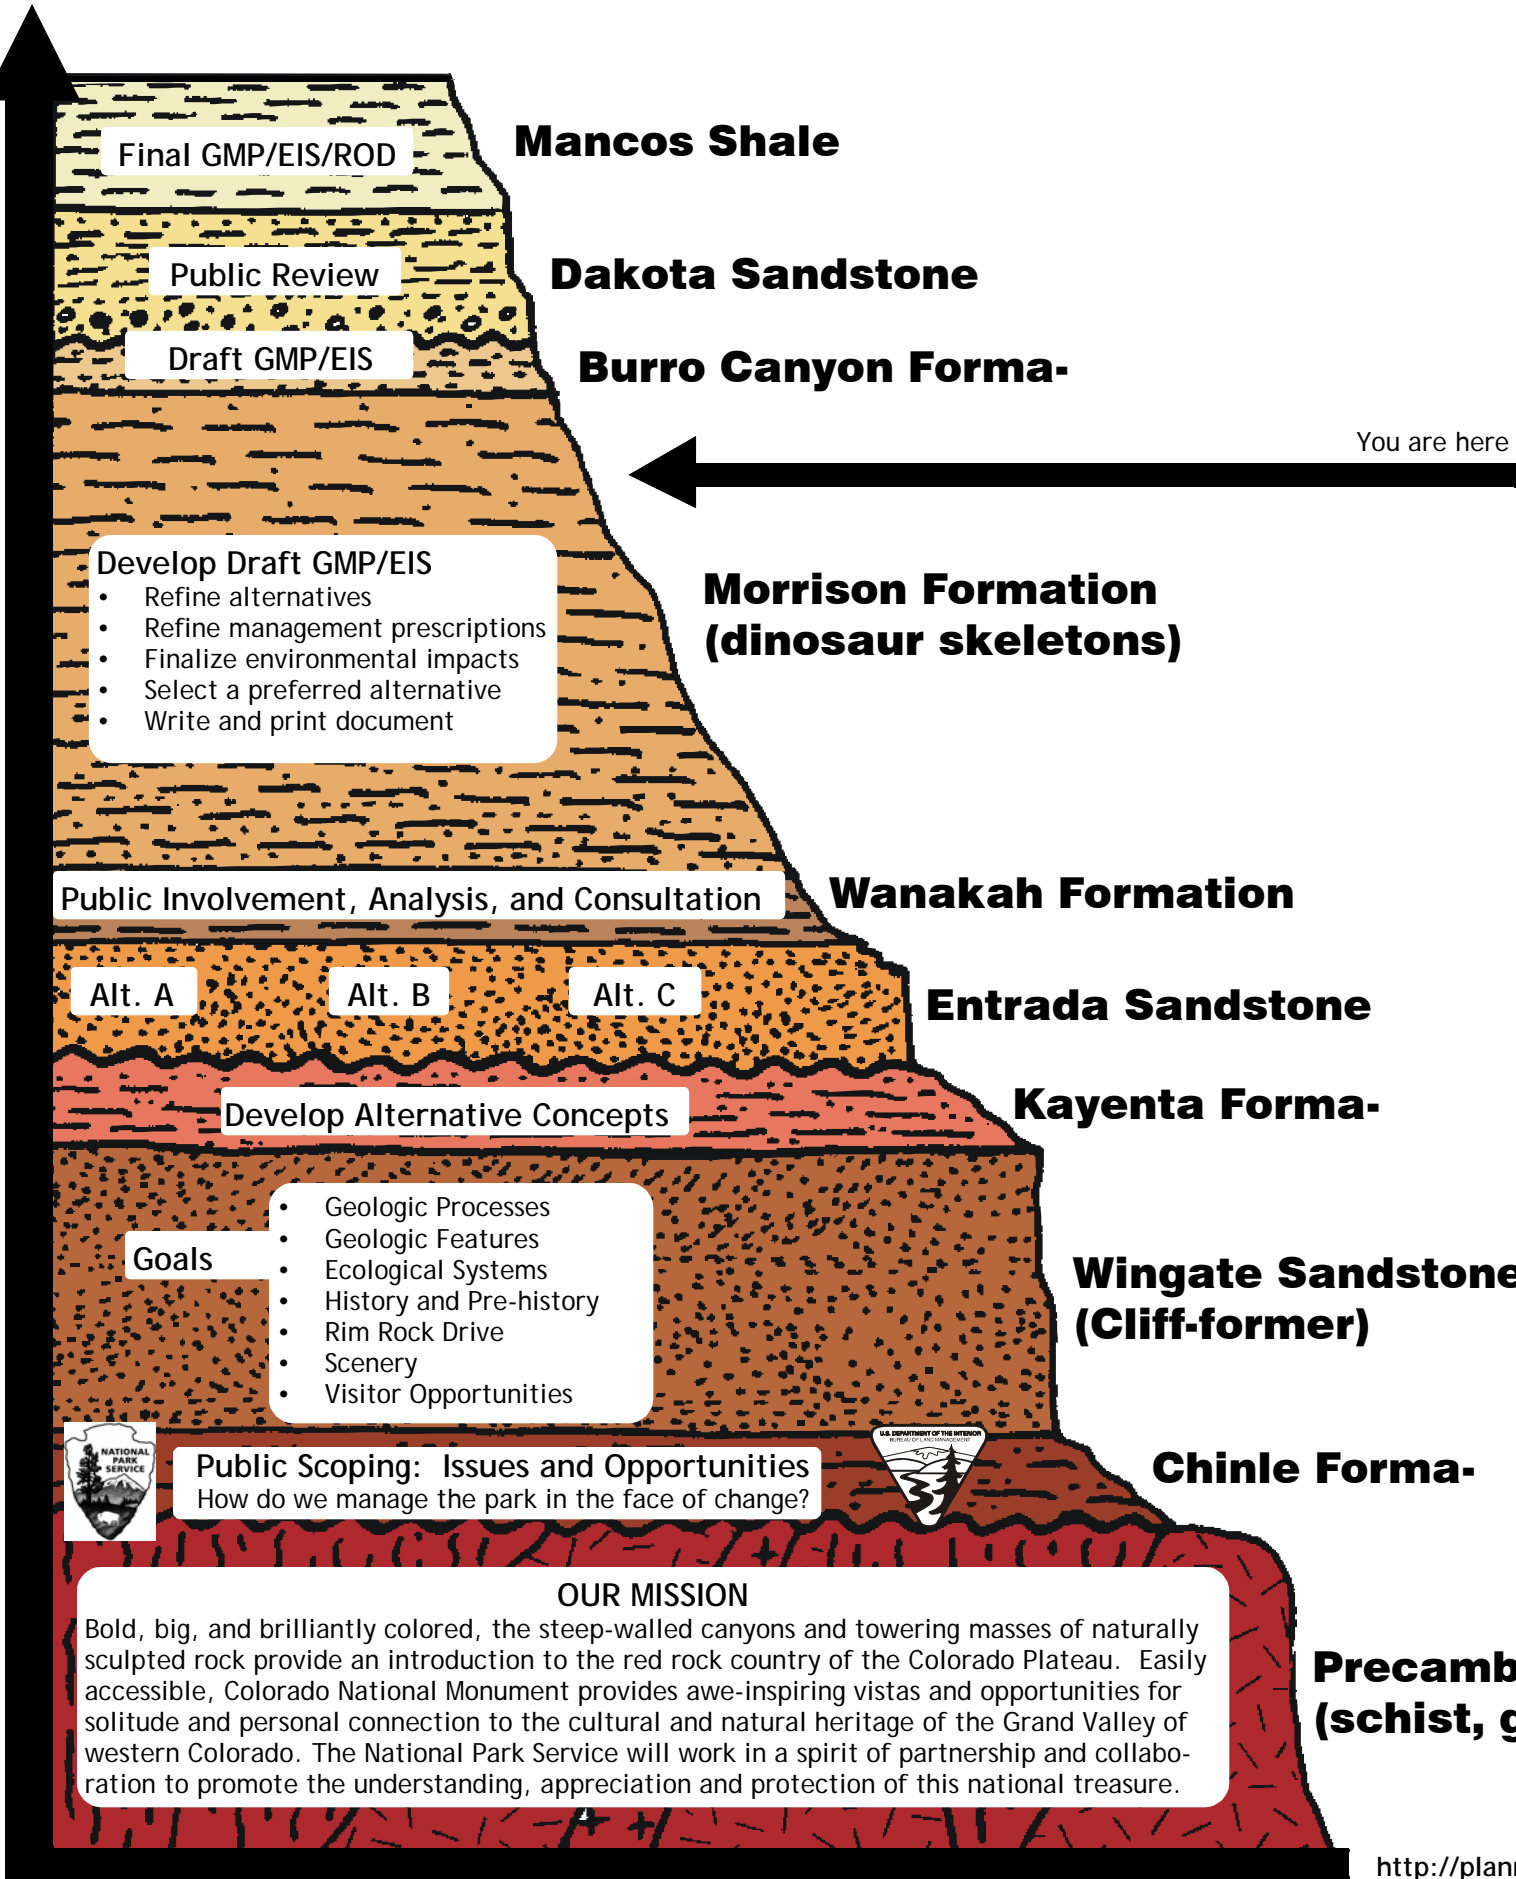 Final GMP/EIS/ROD
Mancos Shale
Public Review
Dakota Sandstone
Draft GMP/EIS
Burro Canyon Forma-
You are here
Develop Draft GMP/EIS
• Refine alternatives
• Refine management prescriptions
• Finalize environmental impacts
• Select a preferred alternative
• Write and print document
Morrison Formation
(dinosaur skeletons)
Public Involvement, Analysis, and Consultation
Wanakah Formation
Alt. A
Alt. B
Alt. C
Entrada Sandstone
Develop Alternative Concepts
Kayenta Forma-
Goals
• Geologic Processes
• Geologic Features
• Ecological Systems
• History and Pre-history
• Rim Rock Drive
• Scenery
• Visitor Opportunities
Wingate Sandstone
(Cliff-former)
NATIONAL
PARK
SERVICE
Public Scoping: Issues and Opportunities
How do we manage the park in the face of change?
U.S. DEPARTMENT OF THE INTERIOR
BUREAU OF LAND MANAGEMENT
Chinle Forma-
OUR MISSION
Bold, big, and brilliantly colored, the steep-walled canyons and towering masses of naturally
sculpted rock provide an introduction to the red rock country of the Colorado Plateau. Easily
accessible, Colorado National Monument provides awe-inspiring vistas and opportunities for
solitude and personal connection to the cultural and natural heritage of the Grand Valley of
western Colorado. The National Park Service will work in a spirit of partnership and collabo-
ration to promote the understanding, appreciation and protection of this national treasure.
Precamb
(schist, g
http://plann